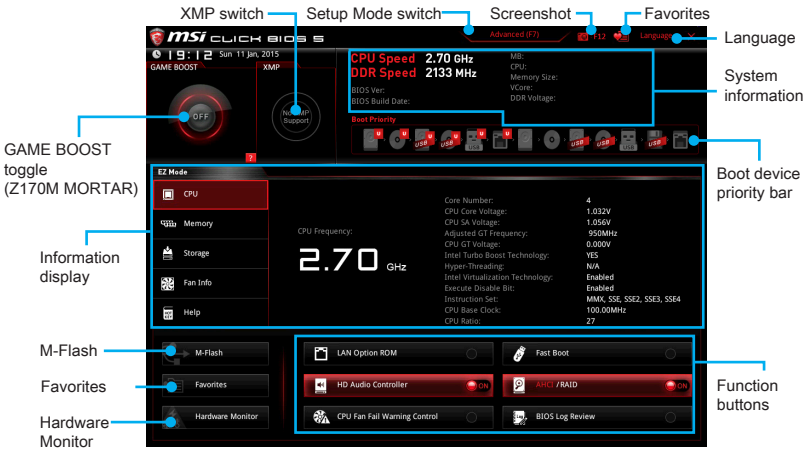 XMP switch
Setup Mode switch
Screenshot
Favorites
msi CLICK BIOS 5
Advanced (F7)
F12
Language
X
Language
19:12 Sun 11 Jan, 2015
GAME BOOST
XMP
CPU Speed 2.70 GHz
DDR Speed 2133 MHz
BIOS Ver:
BIOS Build Date:
MB:
CPU:
Memory Size:
VCore:
DDR Voltage:
System
information
OFF
No XMP
Support
Boot Priority
U U U U U U U U
USB USB USB USB USB USB
GAME BOOST
toggle
(Z170M MORTAR)
?
Boot device
priority bar
EZ Mode
CPU
Memory
Storage
Fan Info
Help
CPU Frequency:
2.70 GHz
Core Number: 4
CPU Core Voltage: 1.032V
CPU SA Voltage: 1.056V
Adjusted GT Frequency: 950MHz
CPU GT Voltage: 0.000V
Intel Turbo Boost Technology: YES
Hyper-Threading: N/A
Intel Virtualization Technology: Enabled
Execute Disable Bit: Enabled
Instruction Set: MMX, SSE, SSE2, SSE3, SSE4
CPU Base Clock: 100.00MHz
CPU Ratio: 27
Information
display
M-Flash
M-Flash
LAN Option ROM
Fast Boot
Favorites
Favorites
HD Audio Controller ON
AHCI /RAID ON
Function
buttons
Hardware
Monitor
Hardware Monitor
CPU Fan Fail Warning Control
BIOS Log Review